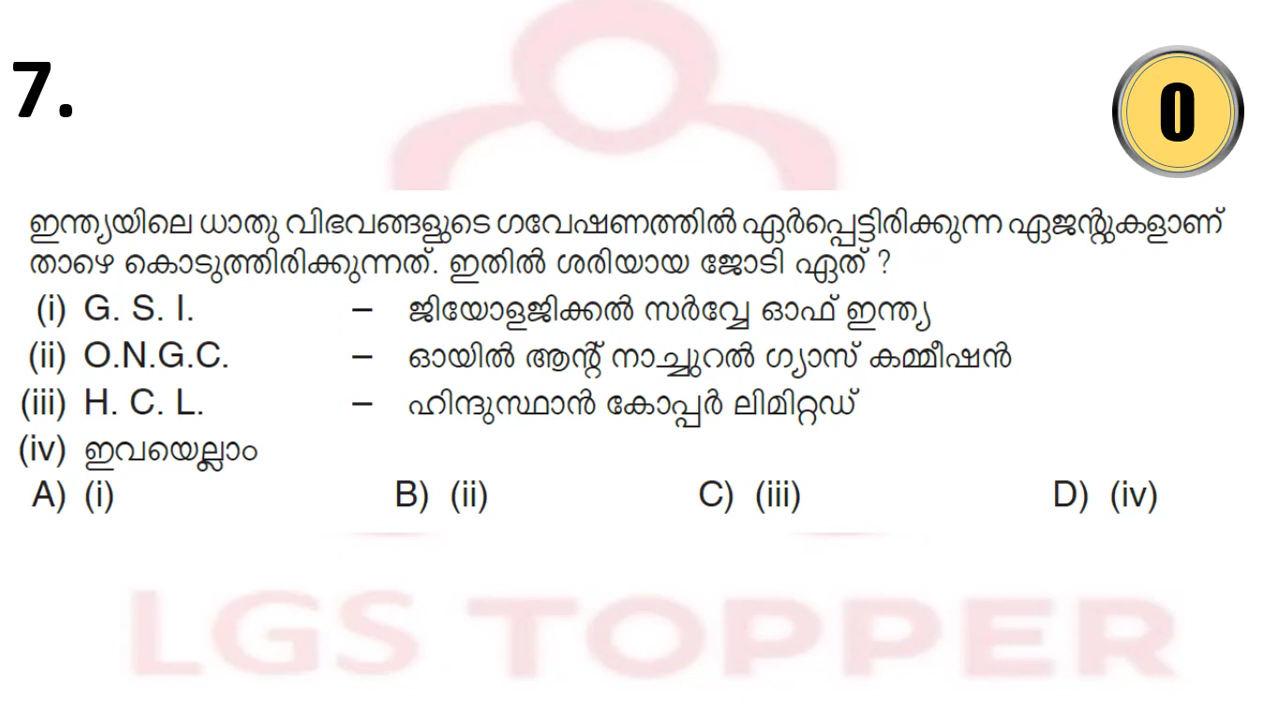 7.
0
ഇന്ത്യയിലെ ധാതു വിഭവങ്ങളുടെ ഗവേഷണത്തിൽ ഏർപ്പെട്ടിരിക്കുന്ന ഏജന്റുകളാണ്
താഴെ കൊടുത്തിരിക്കുന്നത്. ഇതിൽ ശരിയായ ജോടി ഏത് ?
(i) G. S. I. – ജിയോളജിക്കൽ സർവ്വേ ഓഫ് ഇന്ത്യ
(ii) O.N.G.C. – ഓയിൽ ആന്റ് നാച്ചുറൽ ഗ്യാസ് കമ്മീഷൻ
(iii) H. C. L. – ഹിന്ദുസ്ഥാൻ കോപ്പർ ലിമിറ്റഡ്
(iv) ഇവയെല്ലാം
A) (i) B) (ii) C) (iii) D) (iv)
LGS TOPPER